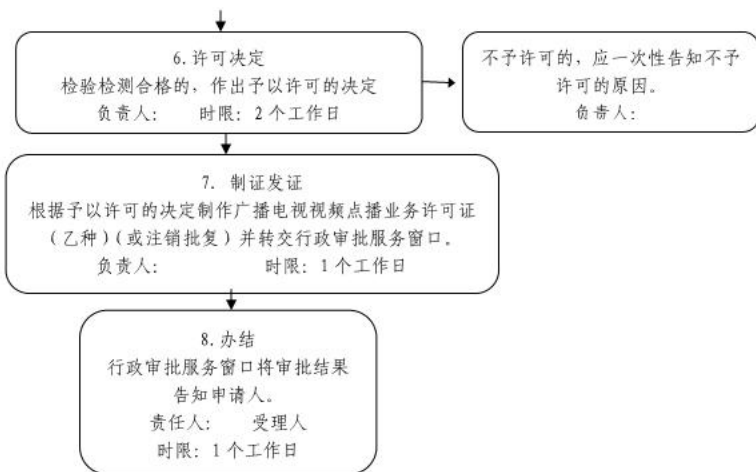 6.许可决定
检验检测合格的，作出予以许可的决定
负责人： 时限：2个工作日
不予许可的，应一次性告知不予
许可的原因。
负责人：
7. 制证发证
根据予以许可的决定制作广播电视视频点播业务许可证
（乙种）（或注销批复）并转交行政审批服务窗口。
负责人： 时限：1个工作日
8.办结
行政审批服务窗口将审批结果
告知申请人。
责任人： 受理人
时限：1个工作日